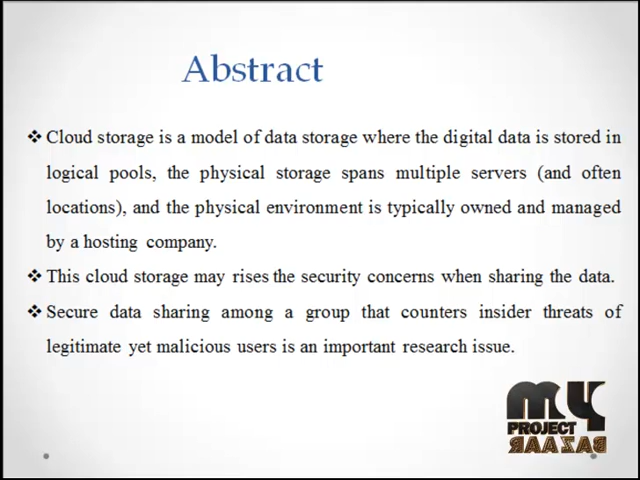 Abstract
❖ Cloud storage is a model of data storage where the digital data is stored in
logical pools, the physical storage spans multiple servers (and often
locations), and the physical environment is typically owned and managed
by a hosting company.
❖ This cloud storage may rises the security concerns when sharing the data.
❖ Secure data sharing among a group that counters insider threats of
legitimate yet malicious users is an important research issue.
MY
PROJECT
BAZAAR